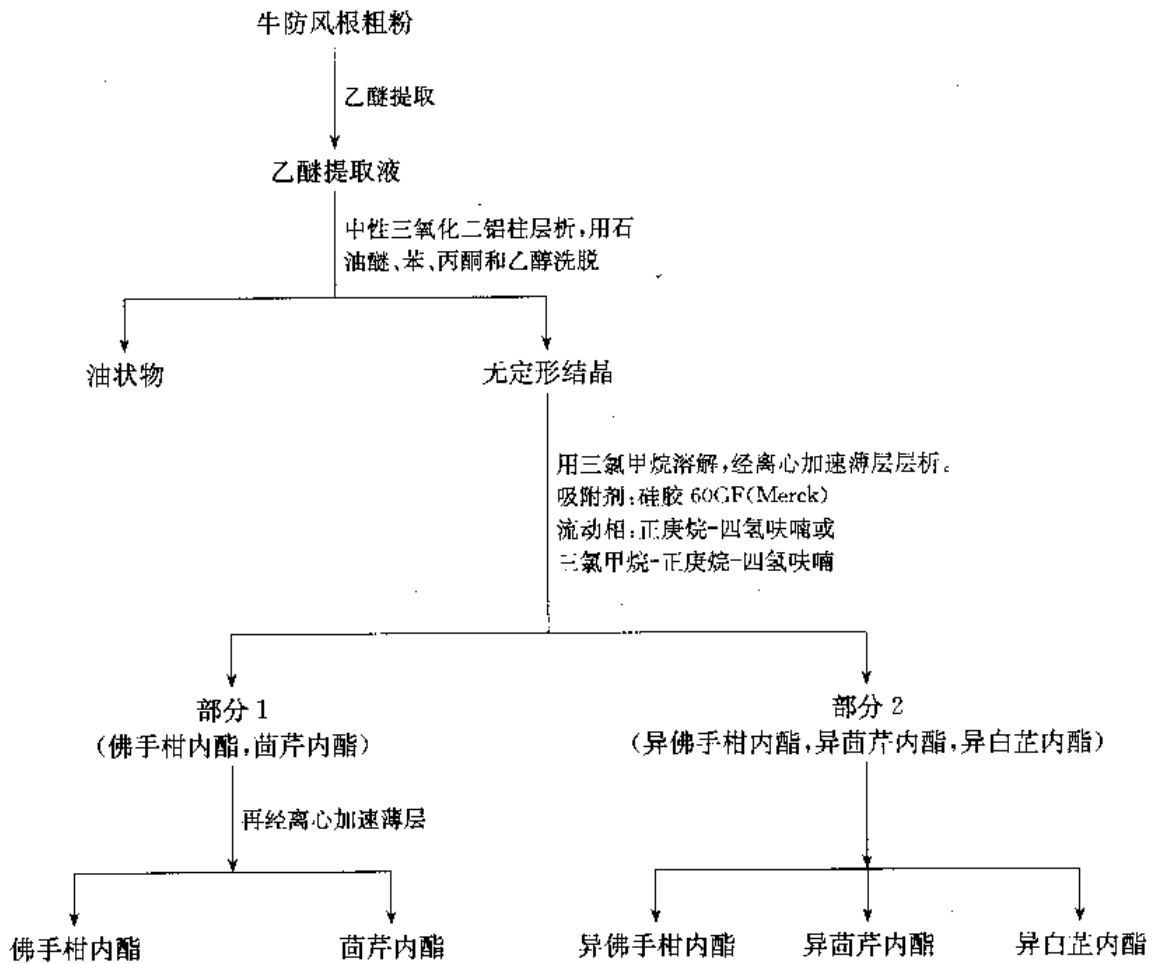 牛防风根粗粉
乙醚提取
乙醚提取液
中性三氧化二铝柱层析,用石
油醚、苯、丙酮和乙醇洗脱
油状物
无定形结晶
用三氯甲烷溶解,经离心加速薄层层析。
吸附剂:硅胶60GF(Merck)
流动相:正庚烷-四氢呋喃或
三氯甲烷-正庚烷-四氢呋喃
部分1
(佛手柑内酯,茴芹内酯)
部分2
(异佛手柑内酯,异茴芹内酯,异白芷内酯)
再经离心加速薄层
佛手柑内酯
茴芹内酯
异佛手柑内酯
异茴芹内酯
异白芷内酯